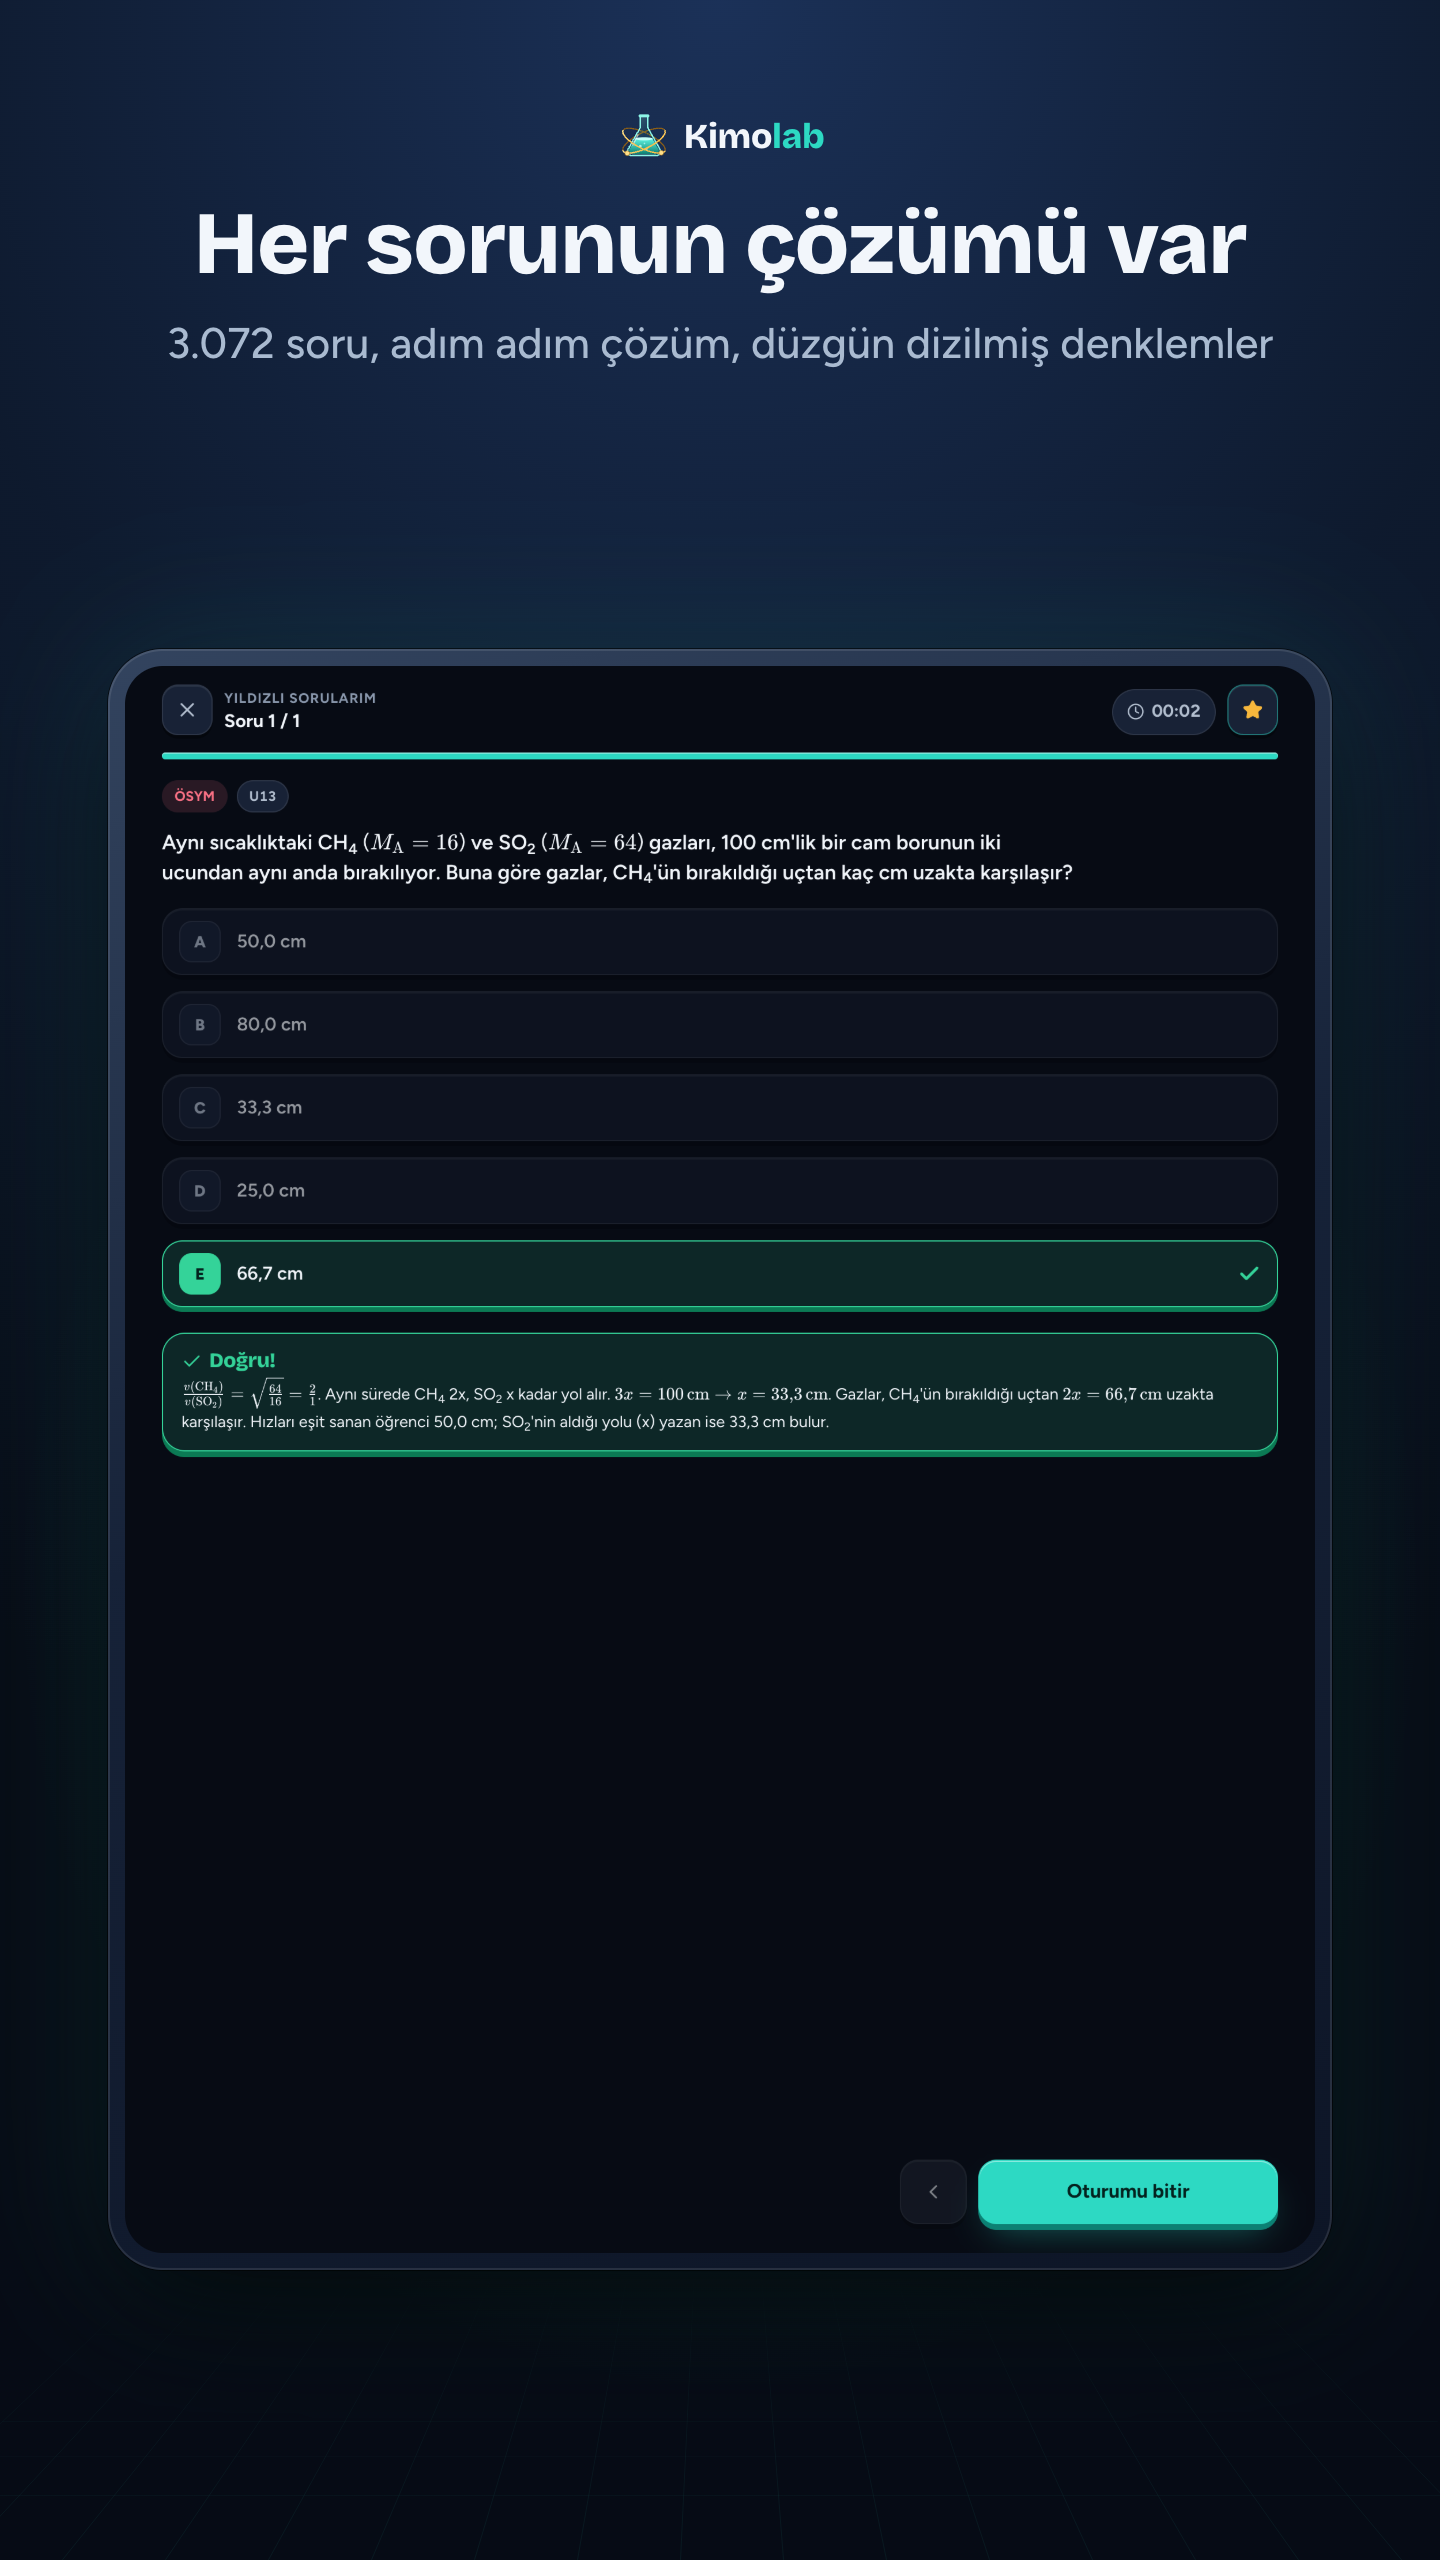 Kimolab
Her sorunun çözümü var
3.072 soru, adım adım çözüm, düzgün dizilmiş denklemler
YILDIZLI SORULARIM
Soru 1 / 1
00:02
ÖSYM U13
Aynı sıcaklıktaki CH₄ (M_A = 16) ve SO₂ (M_A = 64) gazları, 100 cm'lik bir cam borunun iki
ucundan aynı anda bırakılıyor. Buna göre gazlar, CH₄'ün bırakıldığı uçtan kaç cm uzakta karşılaşır?
A 50,0 cm
B 80,0 cm
C 33,3 cm
D 25,0 cm
E 66,7 cm
Doğru!
v(CH₄)/v(SO₂) = √(64/16) = 2/1. Aynı sürede CH₄ 2x, SO₂ x kadar yol alır. 3x = 100 cm → x = 33,3 cm. Gazlar, CH₄'ün bırakıldığı uçtan 2x = 66,7 cm uzakta
karşılaşır. Hızları eşit sanan öğrenci 50,0 cm; SO₂'nin aldığı yolu (x) yazan ise 33,3 cm bulur.
Oturumu bitir